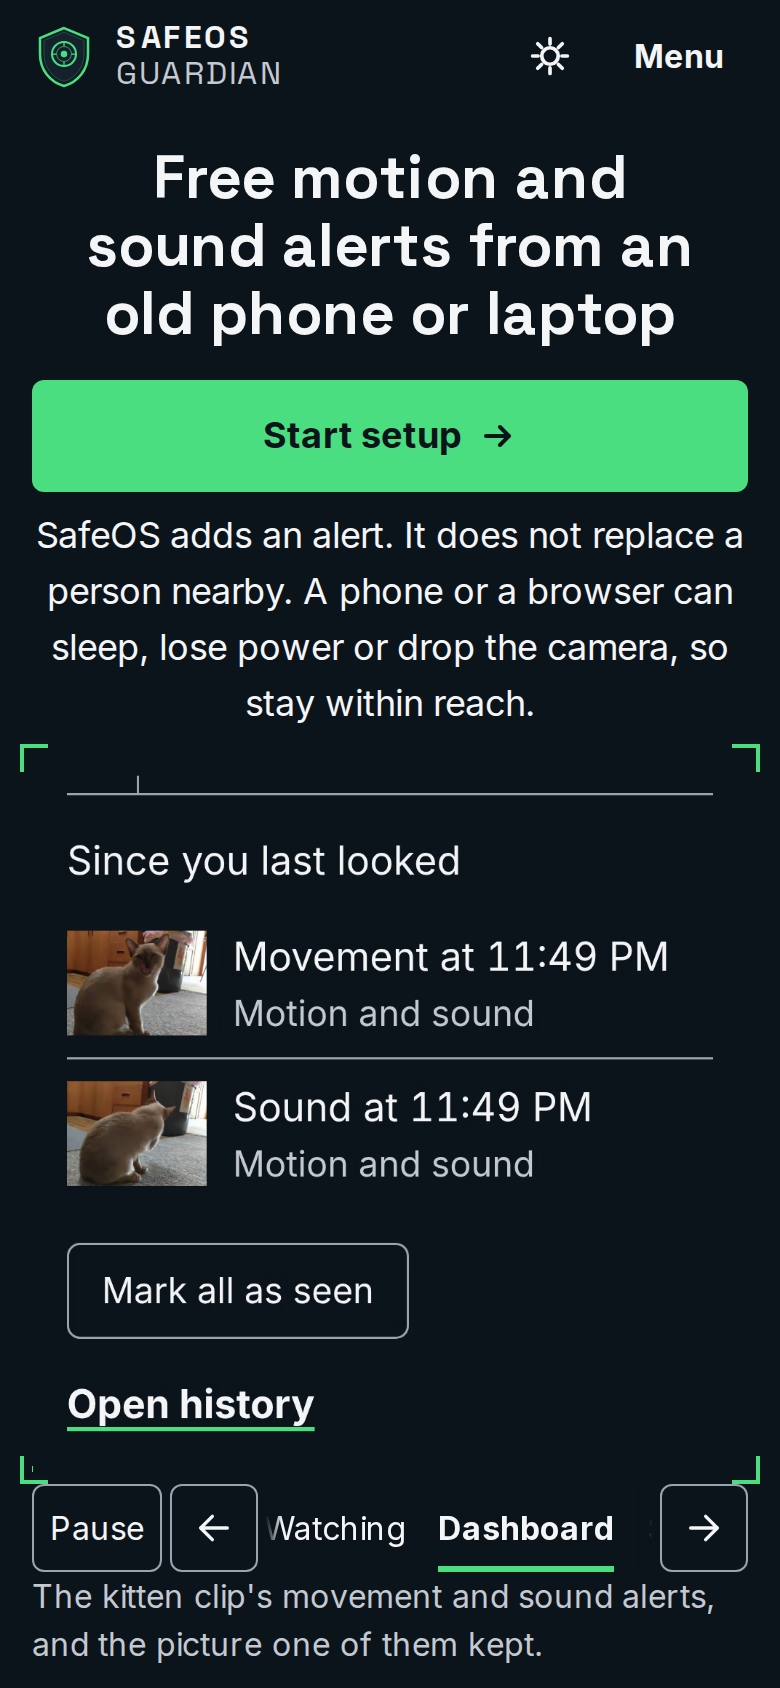 SAFEOS
GUARDIAN
Menu
Free motion and
sound alerts from an
old phone or laptop
Start setup →
SafeOS adds an alert. It does not replace a
person nearby. A phone or a browser can
sleep, lose power or drop the camera, so
stay within reach.
Since you last looked
Movement at 11:49 PM
Motion and sound
Sound at 11:49 PM
Motion and sound
Mark all as seen
Open history
Pause ← Watching Dashboard →
The kitten clip's movement and sound alerts,
and the picture one of them kept.